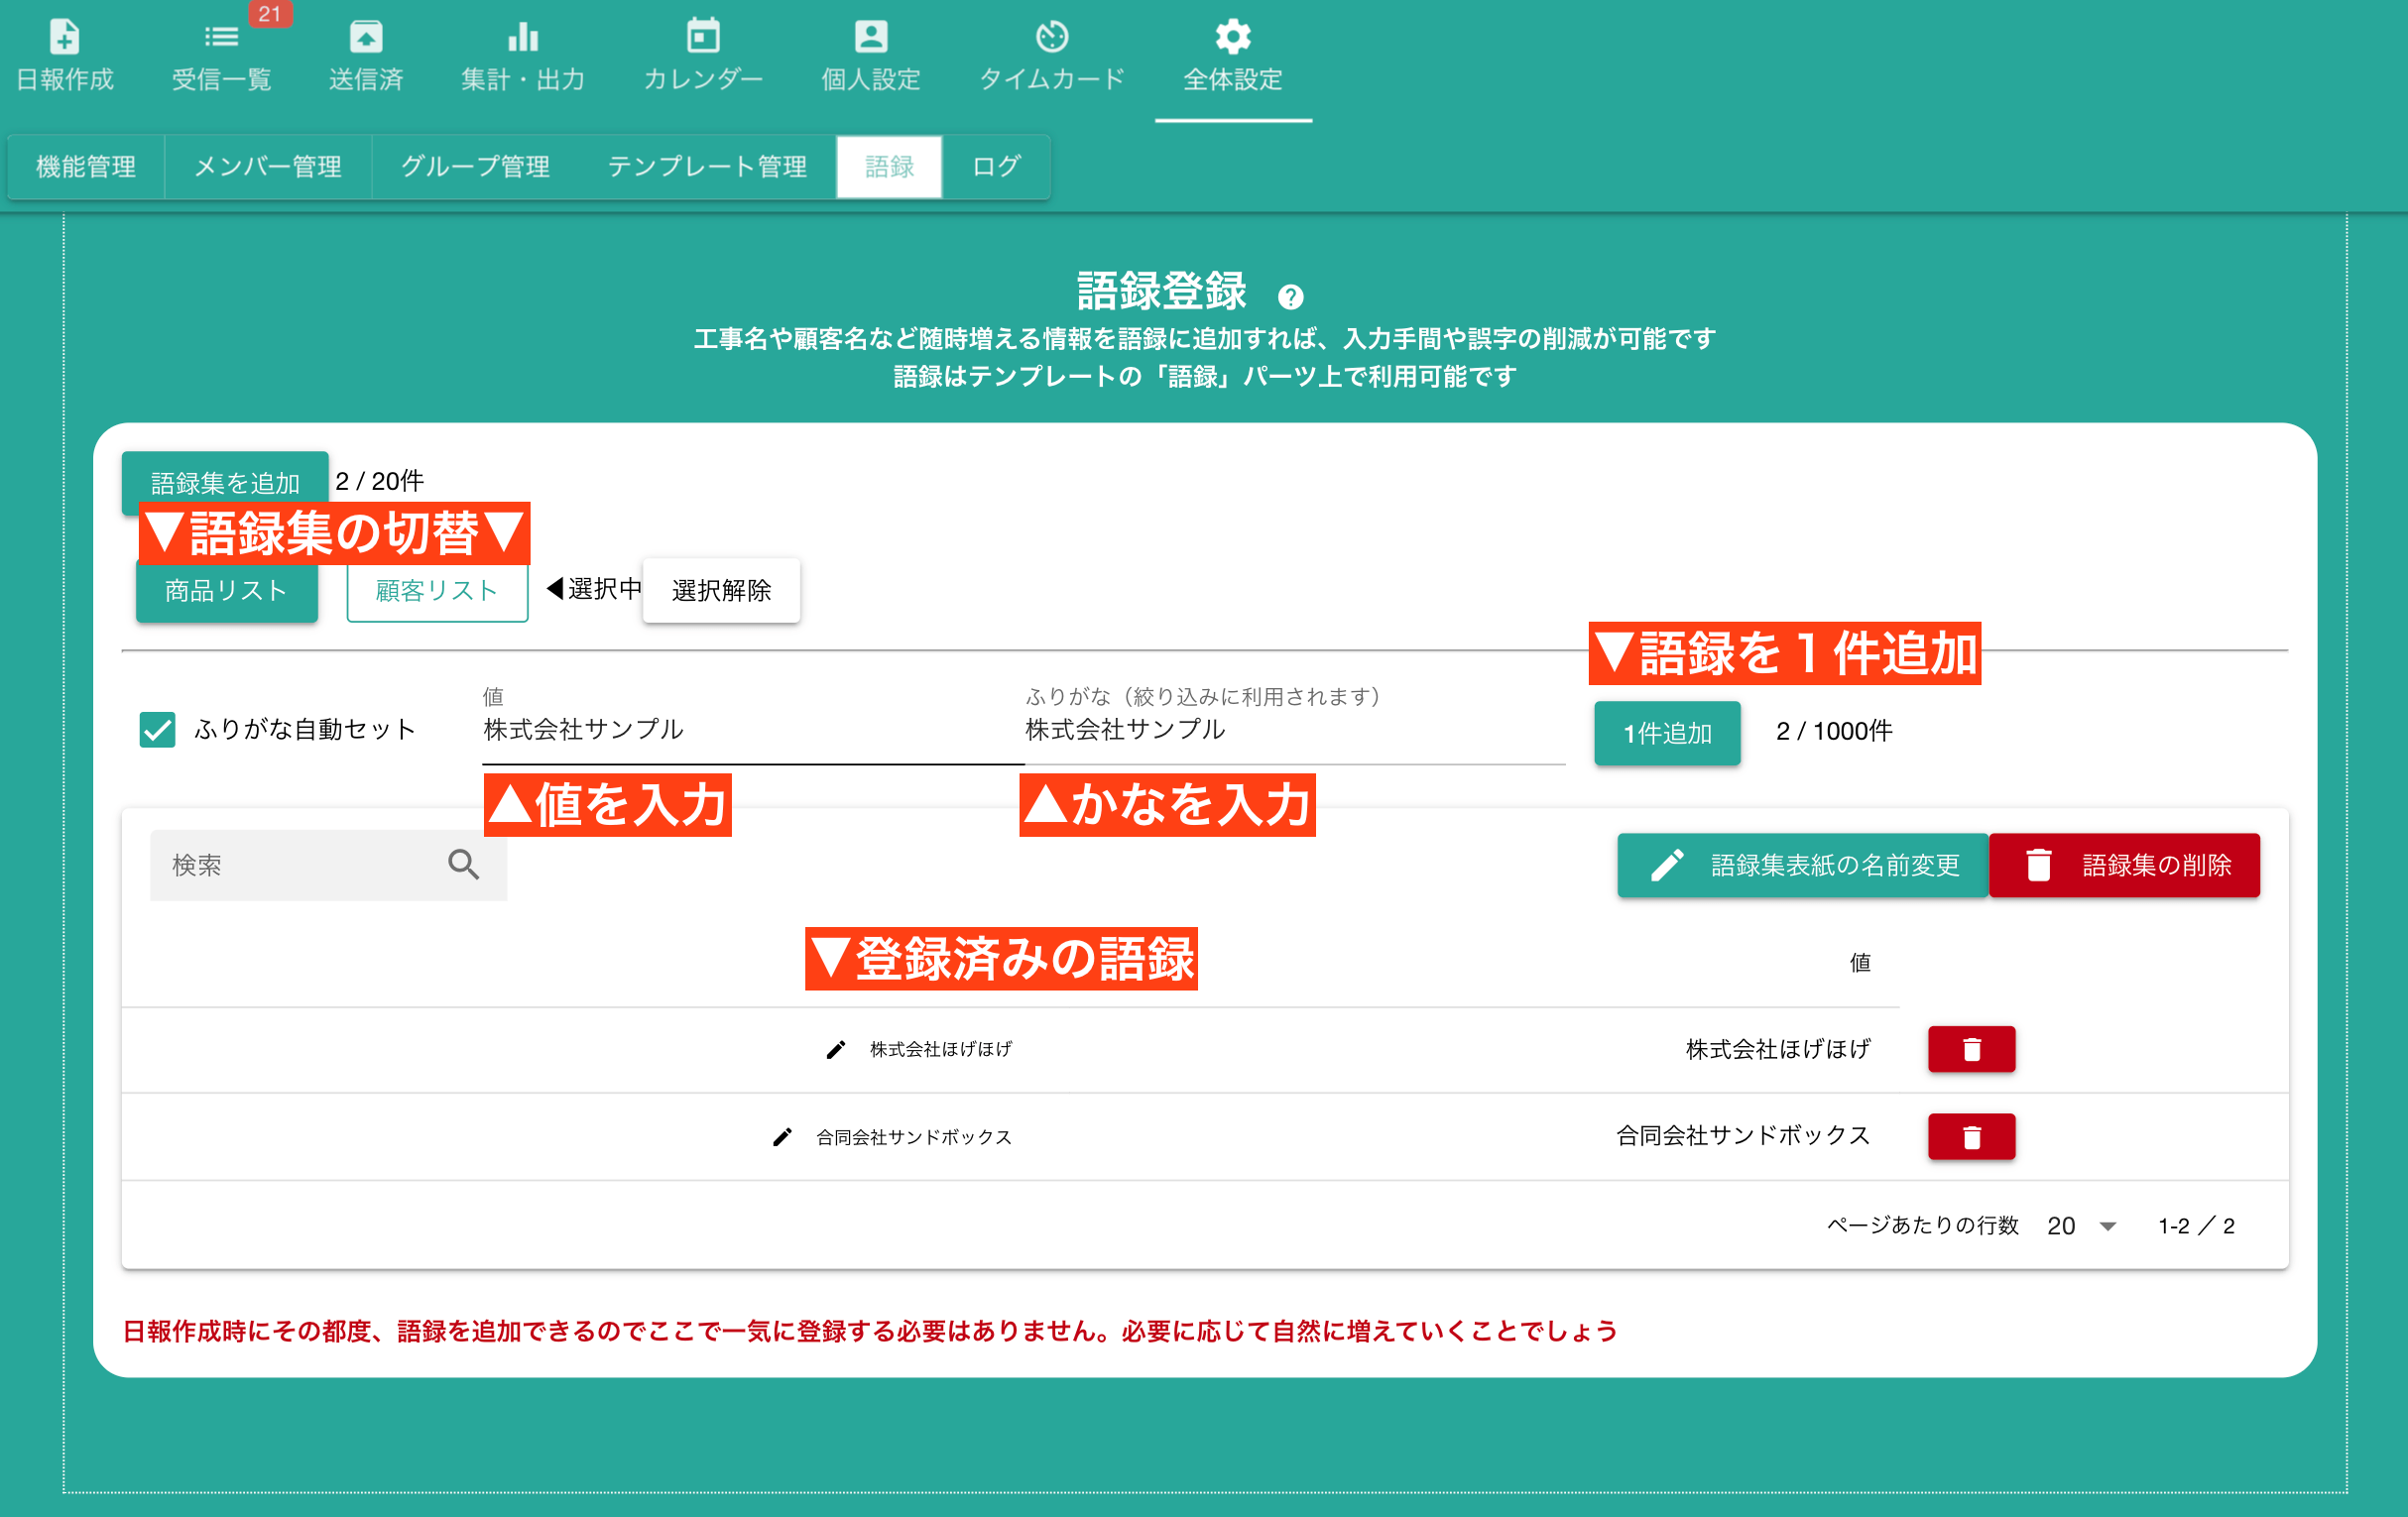 21
日報作成 受信一覧 送信済 集計・出力 カレンダー 個人設定 タイムカード 全体設定
機能管理 メンバー管理 グループ管理 テンプレート管理 語録 ログ
語録登録 ?
工事名や顧客名など随時増える情報を語録に追加すれば、入力手間や誤字の削減が可能です
語録はテンプレートの「語録」パーツ上で利用可能です
語録集を追加 2 / 20件
▼語録集の切替▼
商品リスト 顧客リスト ◀選択中 選択解除
▼語録を1件追加
値 ふりがな（絞り込みに利用されます）
ふりがな自動セット 株式会社サンプル 株式会社サンプル 1件追加 2 / 1000件
▲値を入力 ▲かなを入力
検索 語録集表紙の名前変更 語録集の削除
▼登録済みの語録 値
株式会社ほげほげ 株式会社ほげほげ
合同会社サンドボックス 合同会社サンドボックス
ページあたりの行数 20 1-2 ／ 2
日報作成時にその都度、語録を追加できるのでここで一気に登録する必要はありません。必要に応じて自然に増えていくことでしょう